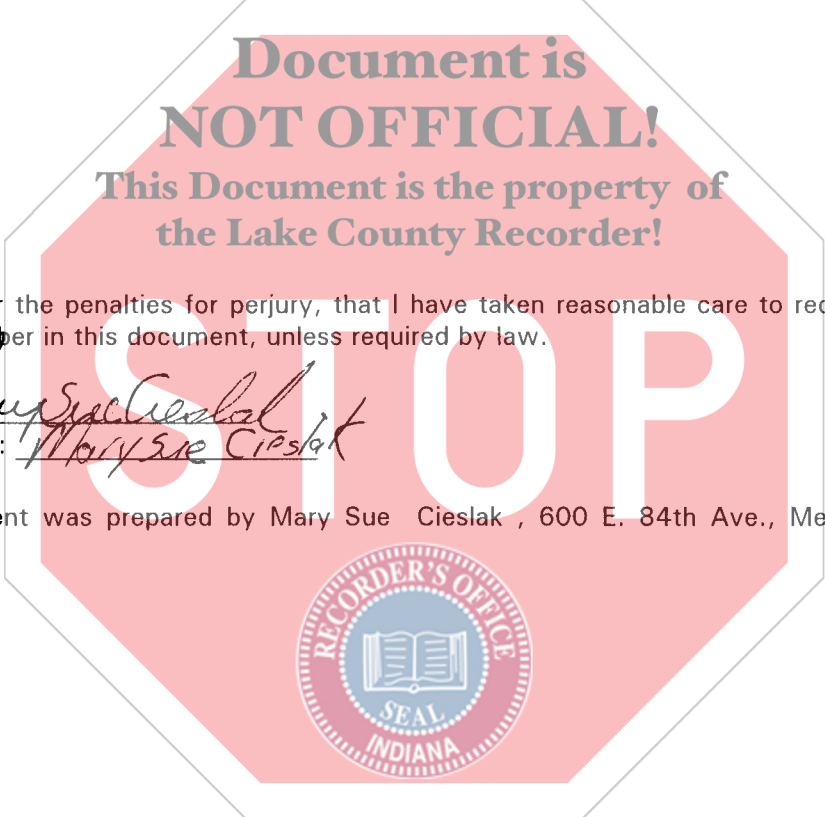 Document is
NOT OFFICIAL!
This Document is the property of
the Lake County Recorder!
the penalties for perjury, that I have taken reasonable care to
in this document, unless required by law.
Sue Cieslak
: Mary Sue Cieslak
STOP
was prepared by Mary Sue Cieslak , 600 E. 84th Ave.,
RECORDER'S OFFICE
SEAL
INDIANA